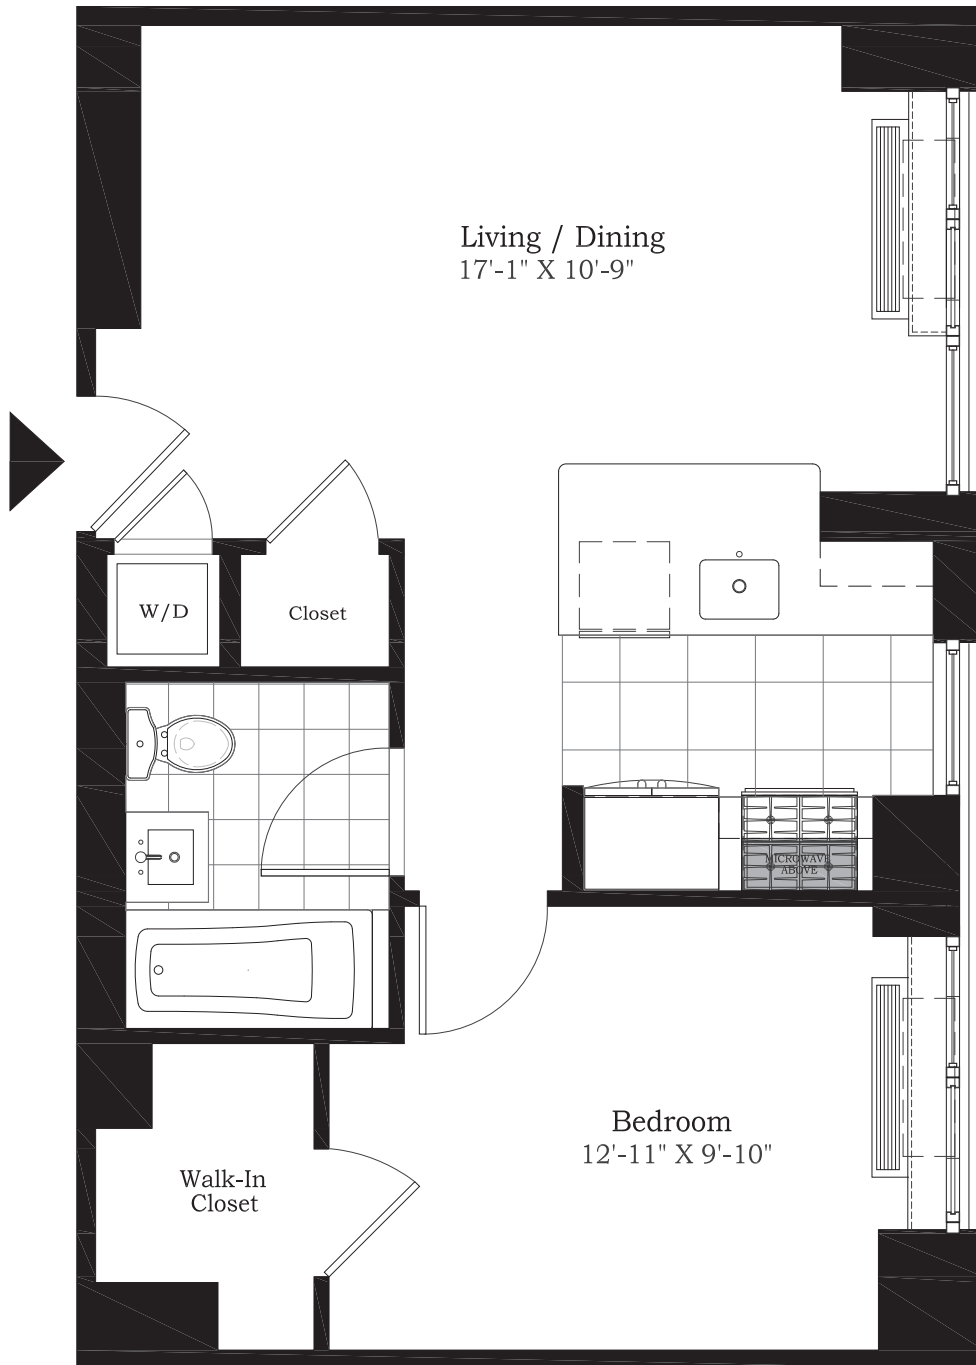 Living / Dining
17'-1" X 10'-9"
W/D
Closet
MICROWAVE
ABOVE
Bedroom
12'-11" X 9'-10"
Walk-In
Closet